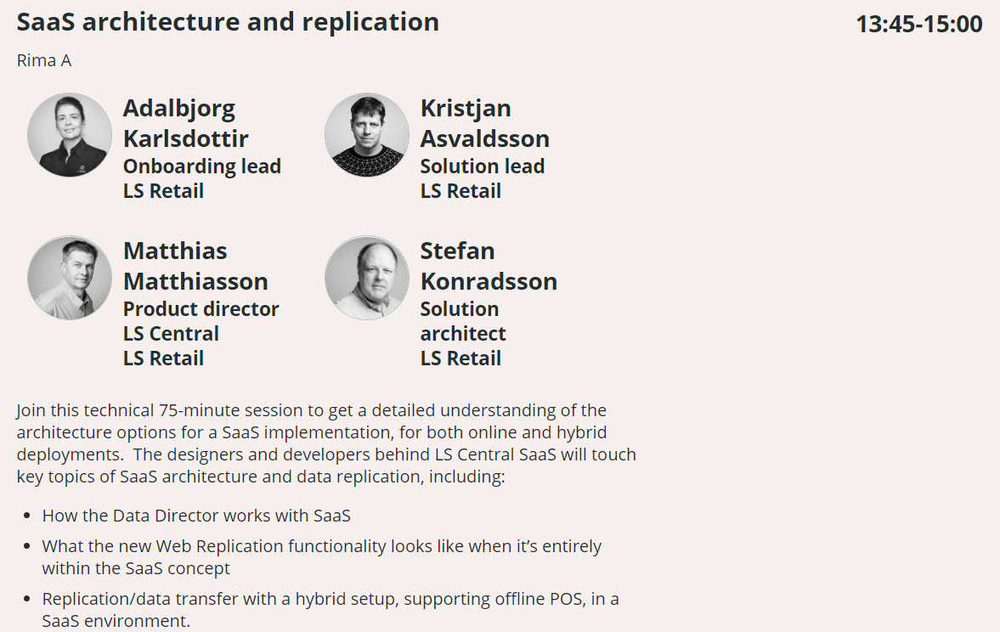 SaaS architecture and replication
13:45-15:00
Rima A
Adalbjorg
Karlsdottir
Onboarding lead
LS Retail
Kristjan
Asvaldsson
Solution lead
LS Retail
Matthias
Matthiasson
Product director
LS Central
LS Retail
Stefan
Konradsson
Solution
architect
LS Retail
Join this technical 75-minute session to get a detailed understanding of the
architecture options for a SaaS implementation, for both online and hybrid
deployments.  The designers and developers behind LS Central SaaS will touch
key topics of SaaS architecture and data replication, including:
• How the Data Director works with SaaS
• What the new Web Replication functionality looks like when it’s entirely
within the SaaS concept
• Replication/data transfer with a hybrid setup, supporting offline POS, in a
SaaS environment.